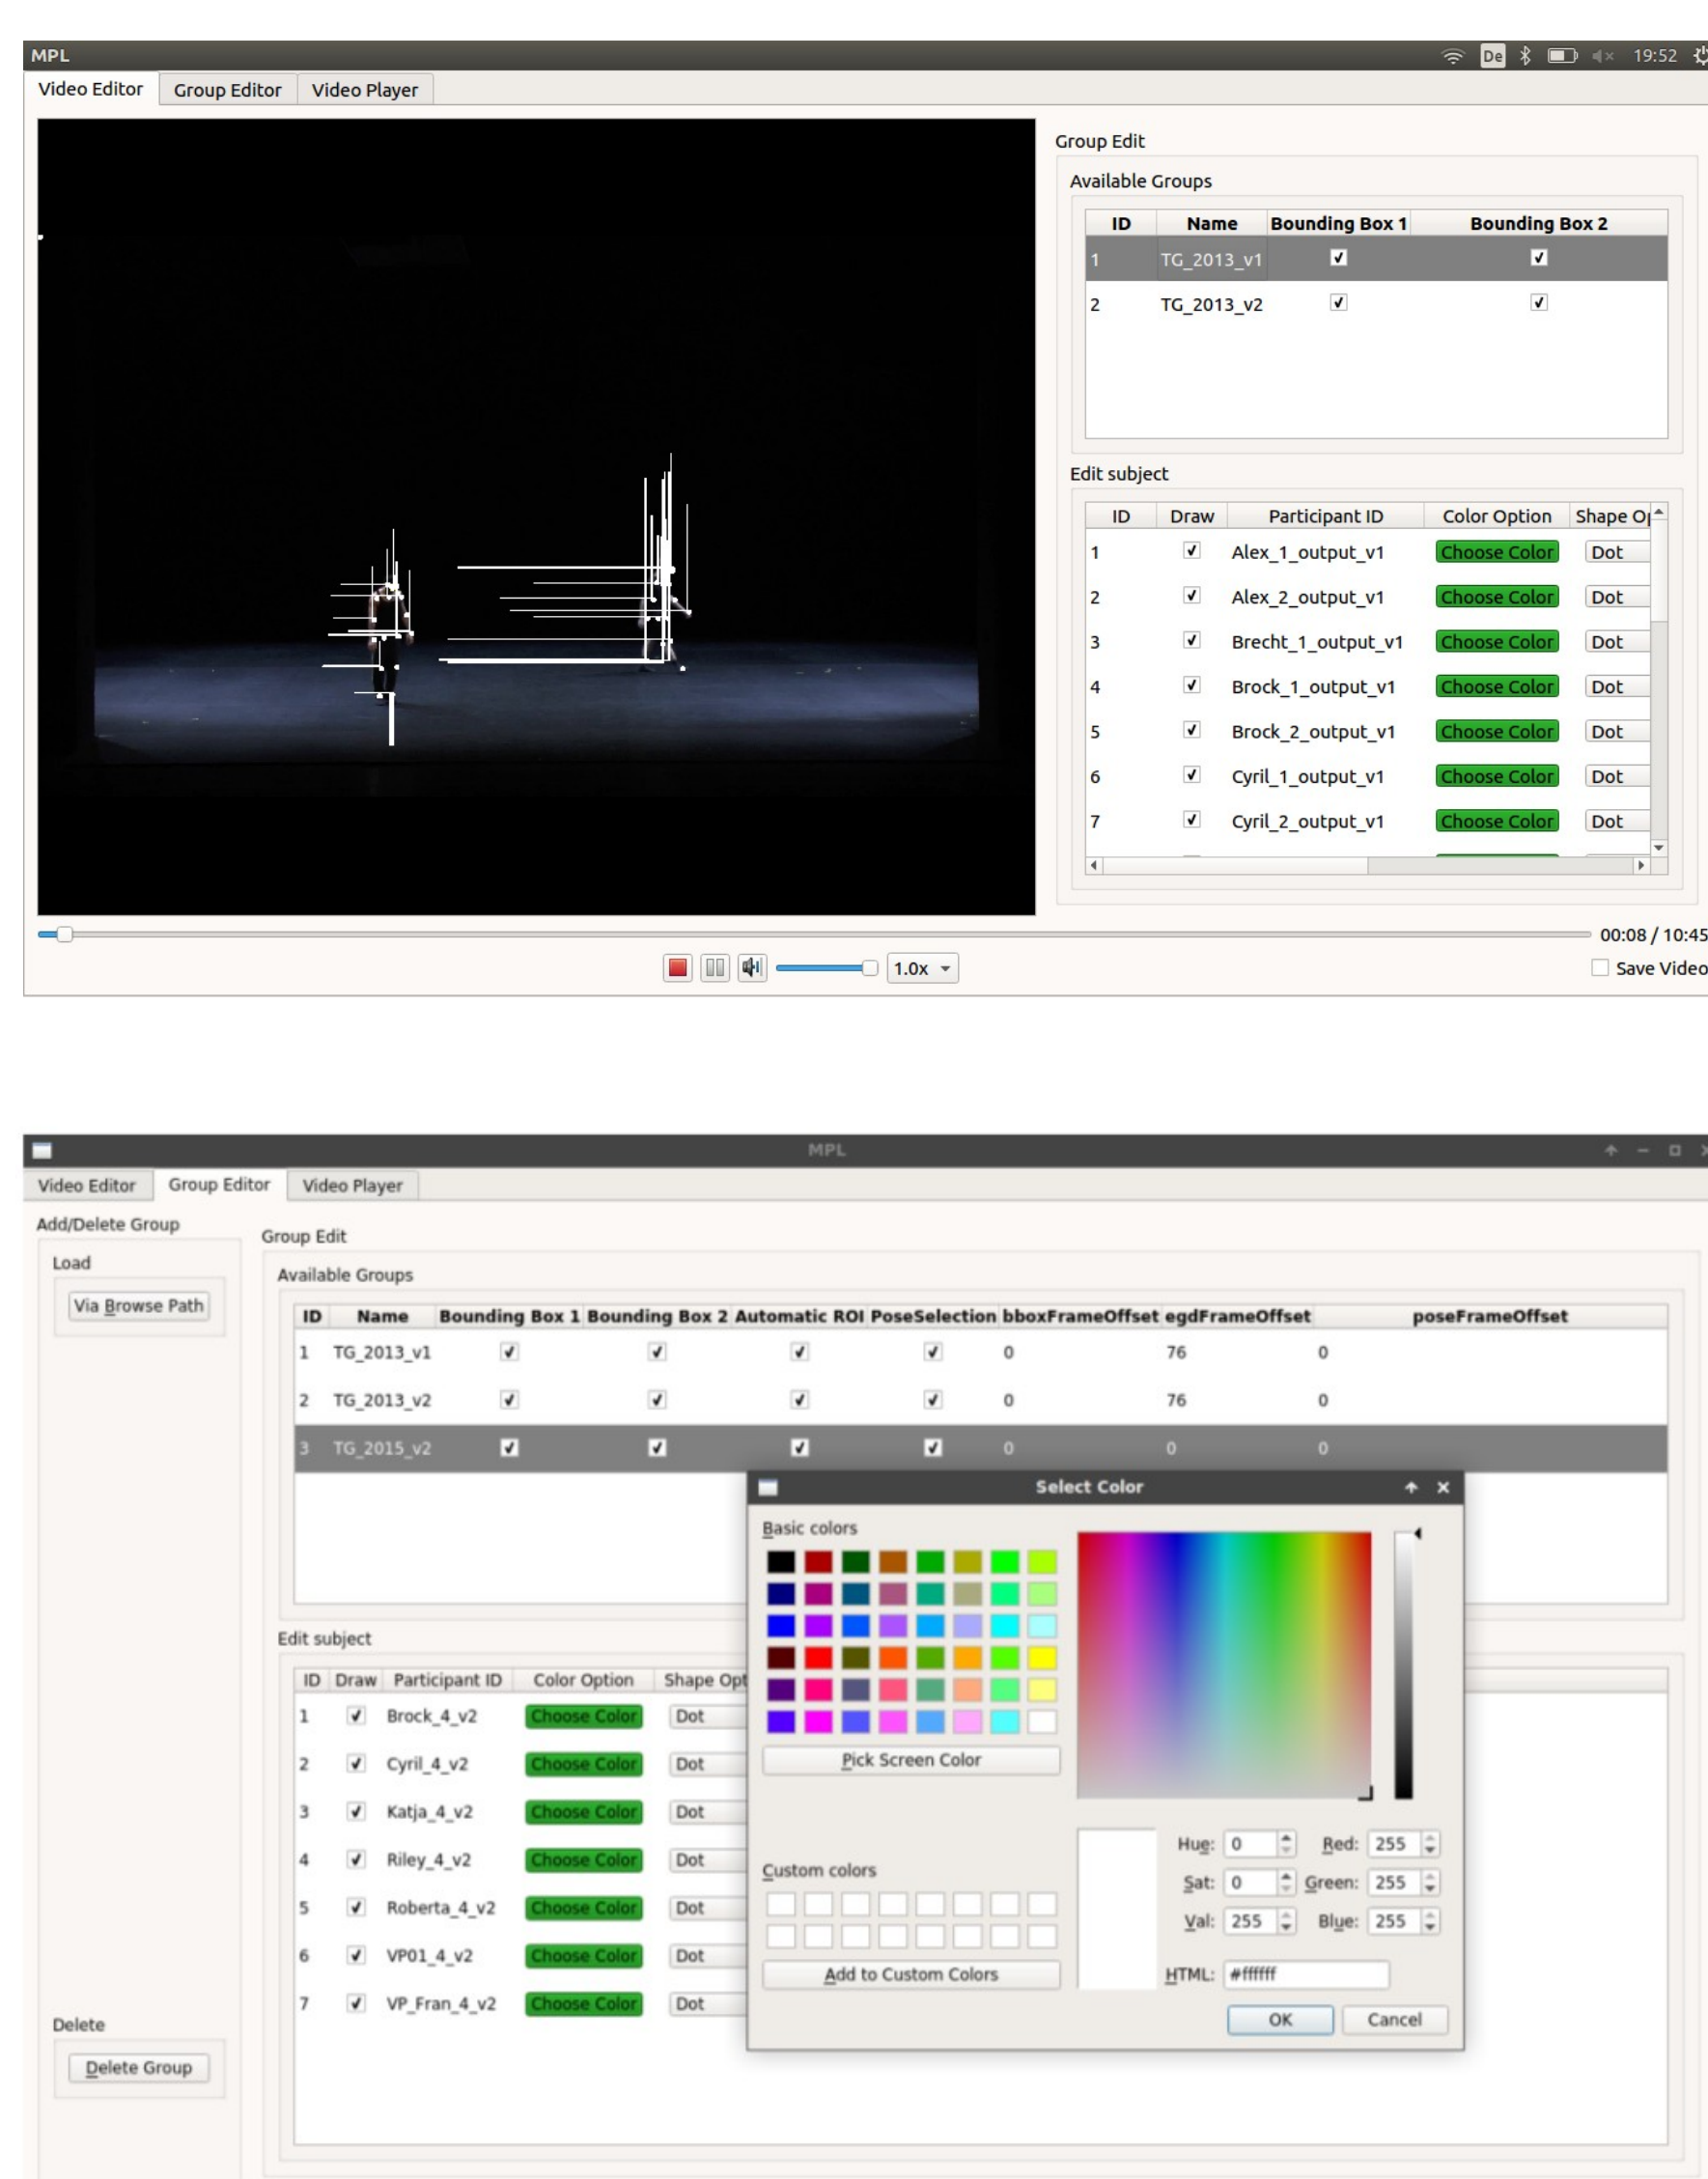 MPL
De 19:52
Video Editor Group Editor Video Player
Group Edit
Available Groups
ID Name Bounding Box 1 Bounding Box 2
1 TG_2013_v1
2 TG_2013_v2
Edit subject
ID Draw Participant ID Color Option Shape Op
1 Alex_1_output_v1 Choose Color Dot
2 Alex_2_output_v1 Choose Color Dot
3 Brecht_1_output_v1 Choose Color Dot
4 Brock_1_output_v1 Choose Color Dot
5 Brock_2_output_v1 Choose Color Dot
6 Cyril_1_output_v1 Choose Color Dot
7 Cyril_2_output_v1 Choose Color Dot
00:08 / 10:45
1.0x Save Video
MPL
Video Editor Group Editor Video Player
Add/Delete Group
Group Edit
Load
Via Browse Path
Available Groups
ID Name Bounding Box 1 Bounding Box 2 Automatic ROI PoseSelection bboxFrameOffset egdFrameOffset poseFrameOffset
1 TG_2013_v1 0 76 0
2 TG_2013_v2 0 76 0
3 TG_2015_v2 0 0 0
Edit subject
ID Draw Participant ID Color Option Shape Opt
1 Brock_4_v2 Choose Color Dot
2 Cyril_4_v2 Choose Color Dot
3 Katja_4_v2 Choose Color Dot
4 Riley_4_v2 Choose Color Dot
5 Roberta_4_v2 Choose Color Dot
6 VP01_4_v2 Choose Color Dot
7 VP_Fran_4_v2 Choose Color Dot
Delete
Delete Group
Select Color
Basic colors
Pick Screen Color
Custom colors
Add to Custom Colors
Hue: 0 Red: 255
Sat: 0 Green: 255
Val: 255 Blue: 255
HTML: #ffffff
OK Cancel